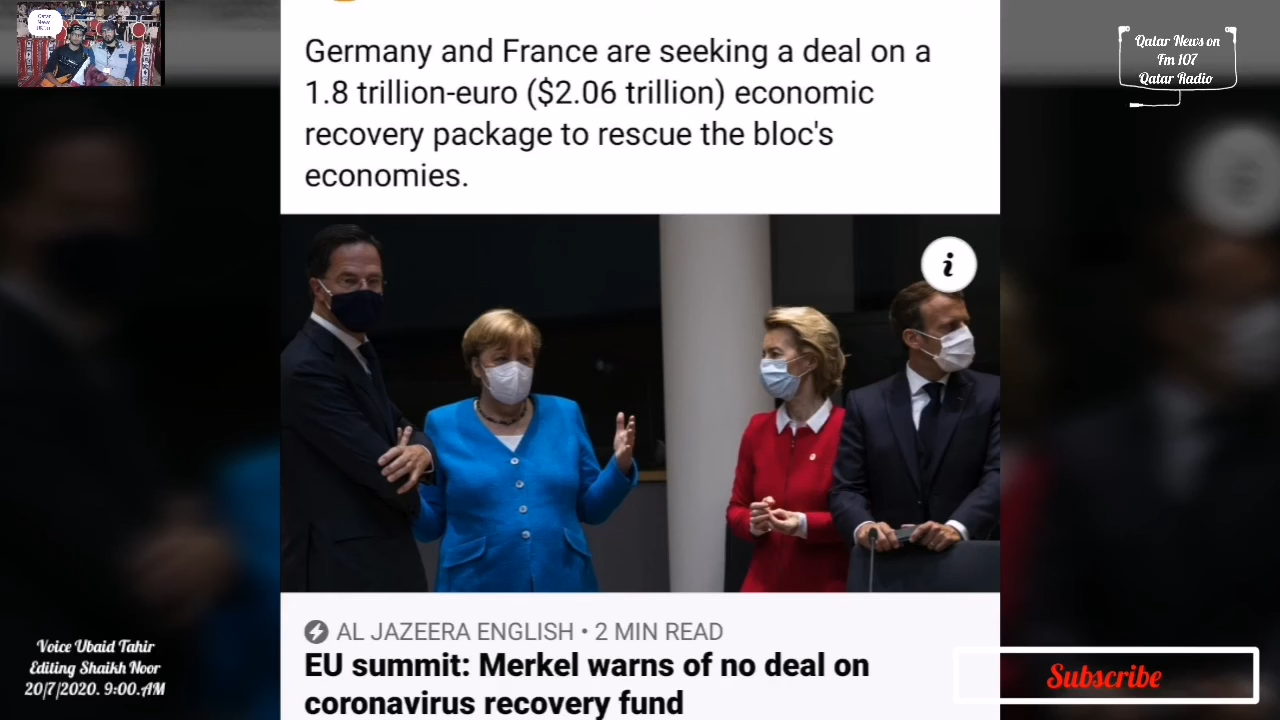 Qatar
News
Germany and France are seeking a deal on a
1.8 trillion-euro ($2.06 trillion) economic
recovery package to rescue the bloc's
economies.
Qatar News on
Fm 107
Qatar Radio
i
AL JAZEERA ENGLISH • 2 MIN READ
EU summit: Merkel warns of no deal on
coronavirus recovery fund
Voice Ubaid Tahir
Editing Shaikh Noor
20/7/2020. 9:00.AM
Subscribe